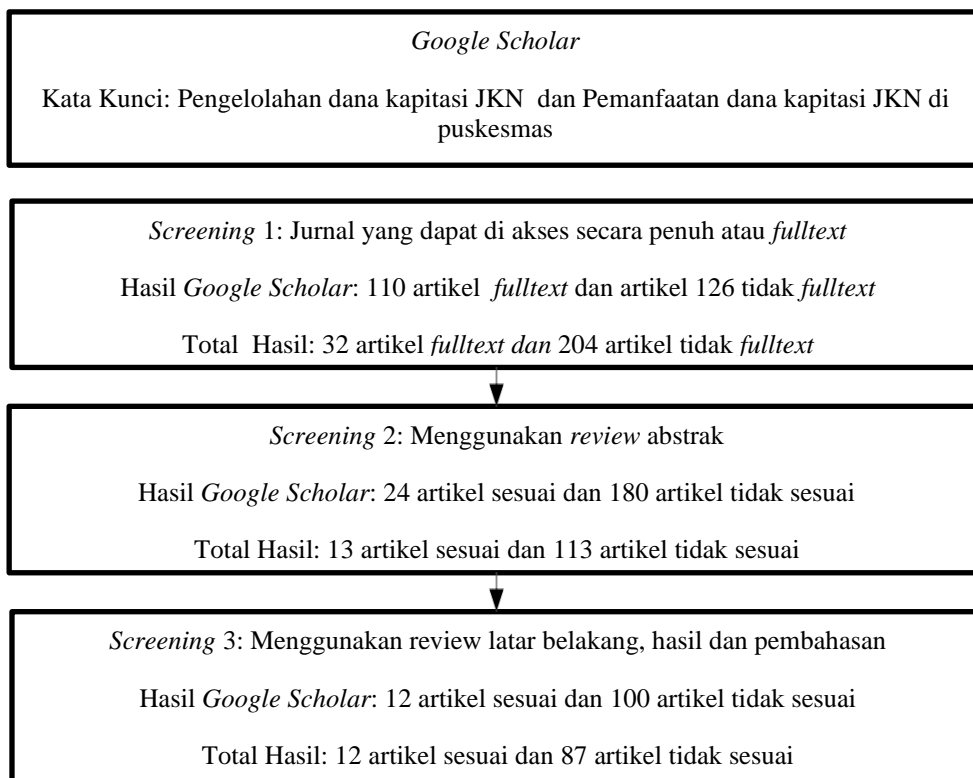 Google Scholar
Kata Kunci: Pengelolahan dana kapitasi JKN dan Pemanfaatan dana kapitasi JKN di
puskesmas
Screening 1: Jurnal yang dapat di akses secara penuh atau fulltext
Hasil Google Scholar: 110 artikel fulltext dan artikel 126 tidak fulltext
Total Hasil: 32 artikel fulltext dan 204 artikel tidak fulltext
Screening 2: Menggunakan review abstrak
Hasil Google Scholar: 24 artikel sesuai dan 180 artikel tidak sesuai
Total Hasil: 13 artikel sesuai dan 113 artikel tidak sesuai
Screening 3: Menggunakan review latar belakang, hasil dan pembahasan
Hasil Google Scholar: 12 artikel sesuai dan 100 artikel tidak sesuai
Total Hasil: 12 artikel sesuai dan 87 artikel tidak sesuai